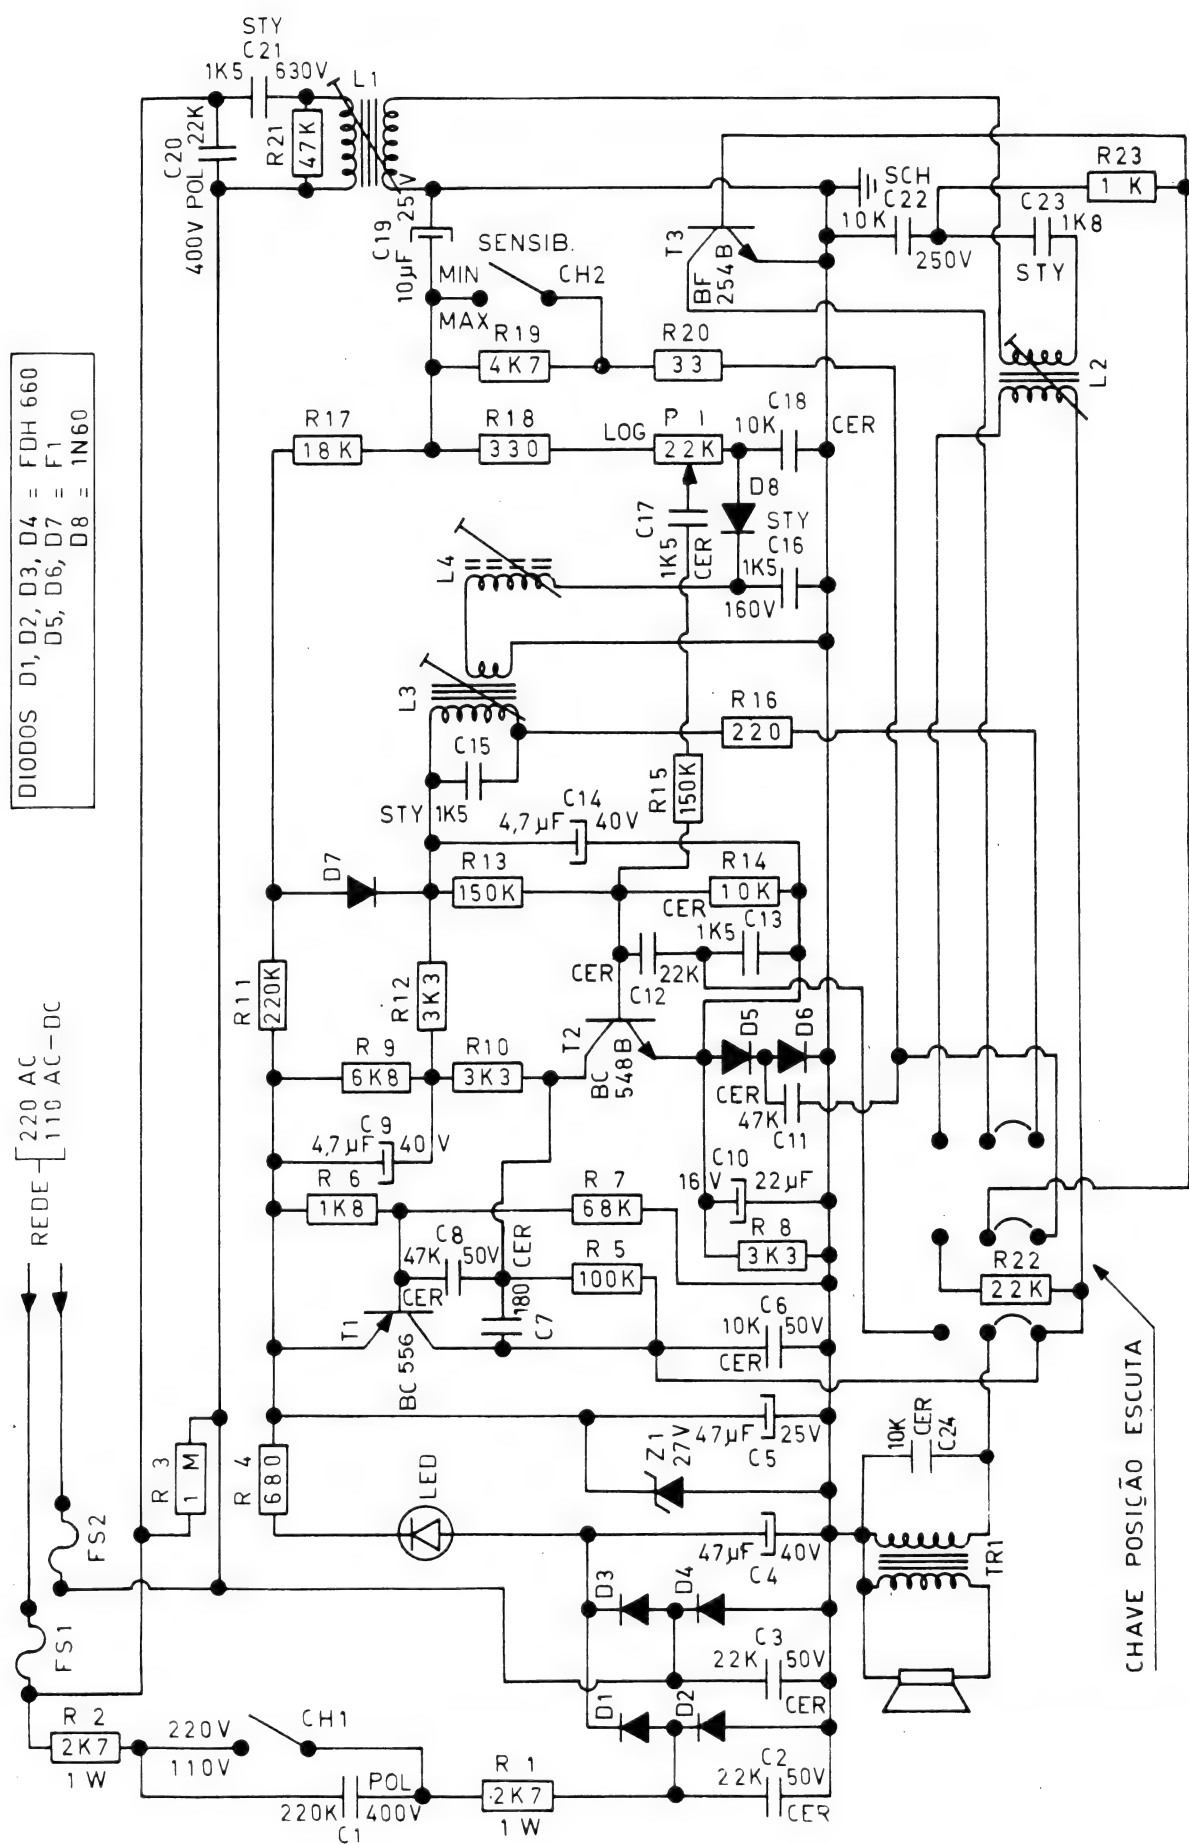 STY
C21
1K5 630V
L1
C20
22K
400V POL
R21
47K
25V
C19
10µF
SENSIB.
MIN
MAX
CH2
R19
4K7
R20
33
R17
18K
R18
330
LOG
P1
22K
C18
10K
CER
T3
BF
254B
SCH
C22
10K
250V
C23
1K8
STY
R23
1K
L2
DIODOS D1, D2, D3, D4 = FDH 660
D5, D6, D7 = F1
D8 = 1N60
L4
C17
1K5
CER
D8
STY
C16
1K5
160V
L3
C15
STY 1K5
R16
220
R15
150K
C14
4,7µF 40V
D7
R13
150K
R14
10K
CER
C13
1K5
R11
220K
R12
3K3
CER
22K
C12
T2
BC
548B
D5
D6
R9
6K8
R10
3K3
CER
47K
C11
REDE
220 AC
110 AC-DC
C9
4,7µF 40V
R6
1K8
R7
68K
C10
16V 22µF
R8
3K3
C8
47K 50V
CER
CER
R5
100K
180
C7
T1
BC 556
C6
10K 50V
CER
R22
22K
CHAVE POSIÇÃO ESCUTA
R3
1M
R4
680
LED
Z1
27V
47µF 25V
C5
10K
CER
C24
FS2
FS1
47µF 40V
C4
TR1
D3
D4
C3
22K 50V
CER
D1
D2
R2
2K7
1W
220V
110V
CH1
POL
220K 400V
C1
R1
2K7
1W
C2
22K 50V
CER